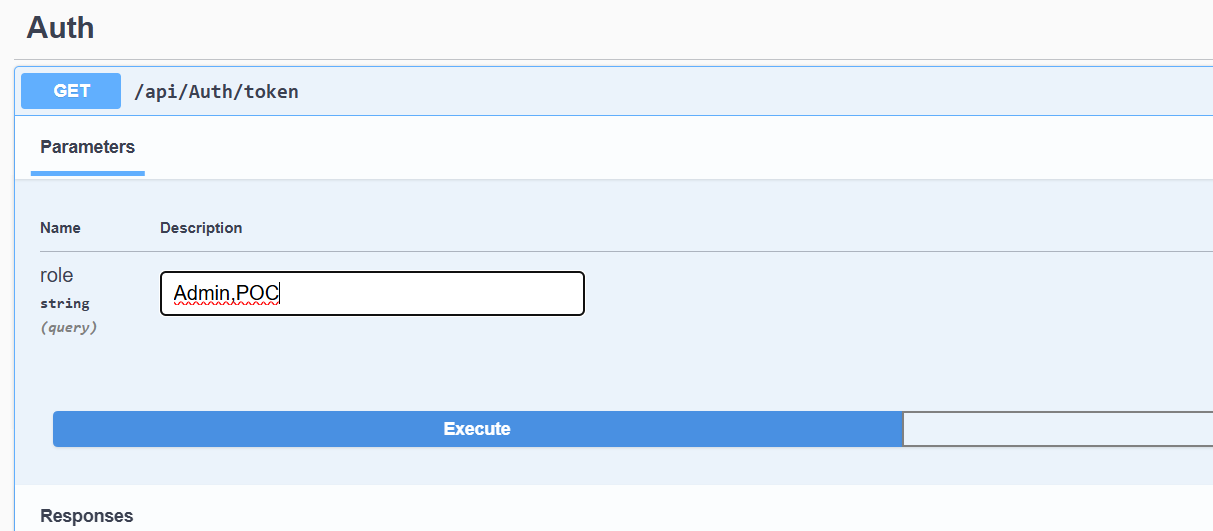 Auth
GET /api/Auth/token
Parameters
Name Description
role
string
(query)
Admin,POC
Execute
Responses